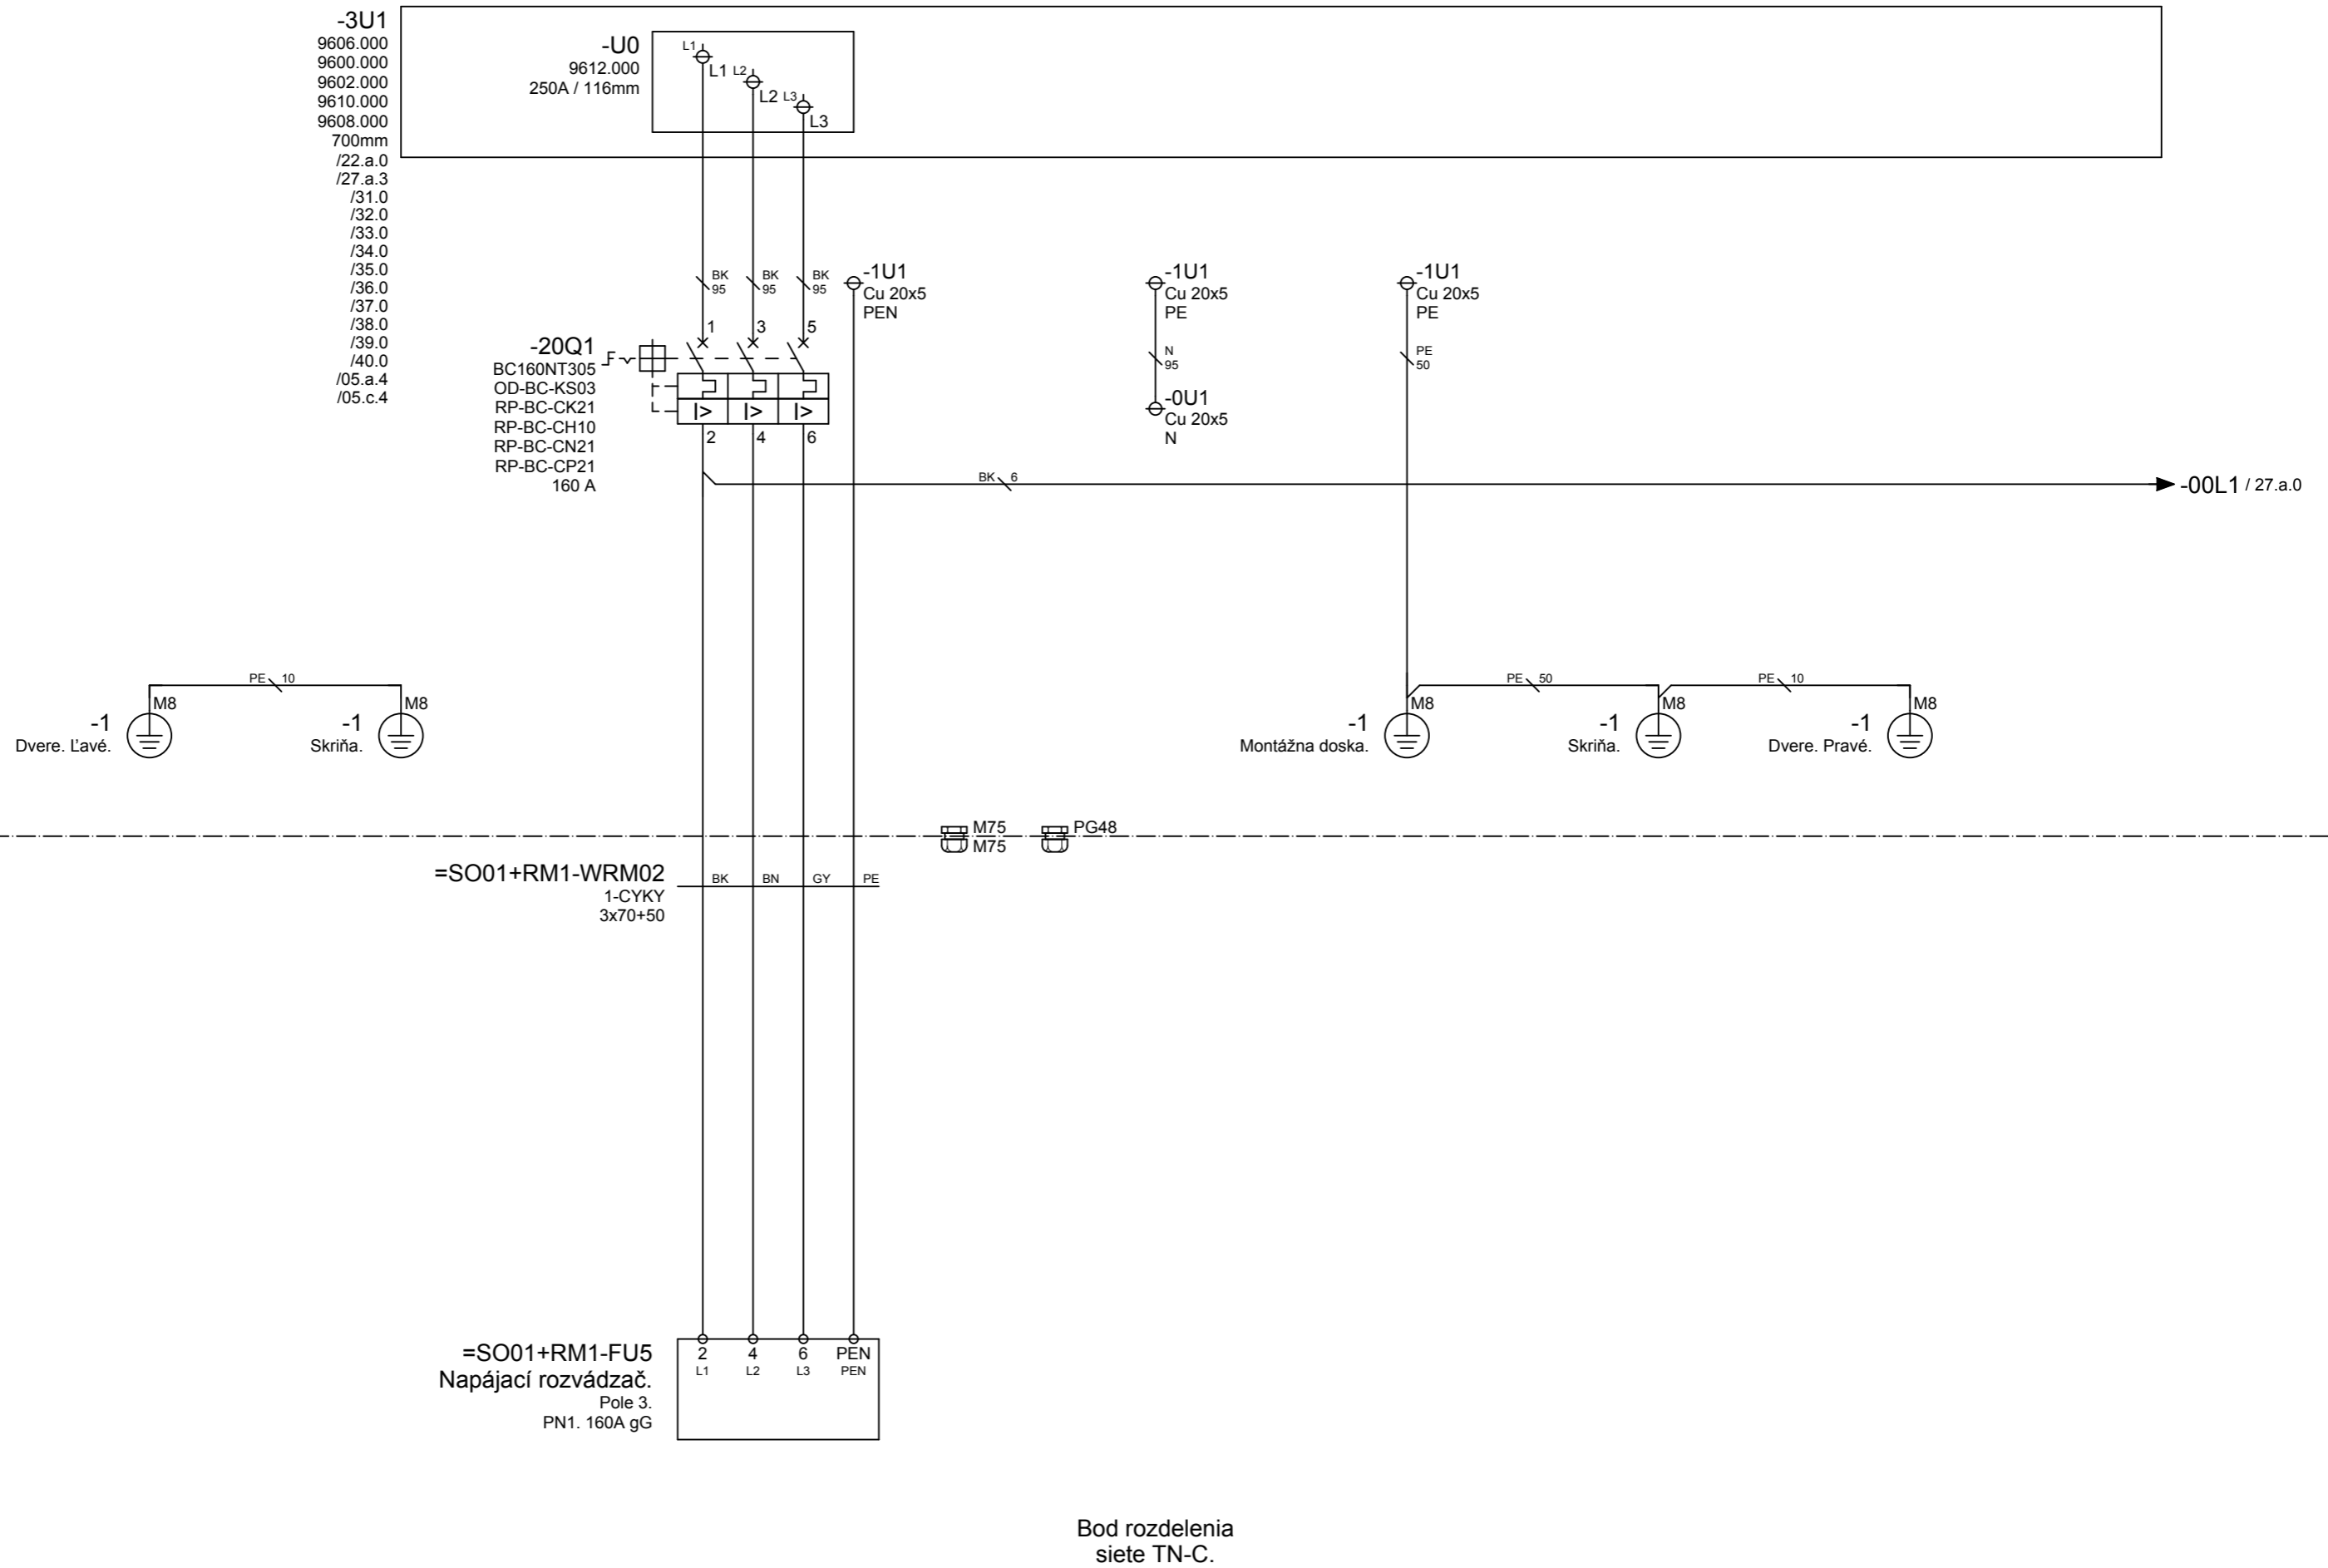 -3U1
9606.000
9600.000
9602.000
9610.000
9608.000
700mm
/22.a.0
/27.a.3
/31.0
/32.0
/33.0
/34.0
/35.0
/36.0
/37.0
/38.0
/39.0
/40.0
/05.a.4
/05.c.4
-U0
9612.000
250A / 116mm
L1
L1
L2
L2
L3
L3
BK
95
BK
95
BK
95
-1U1
Cu 20x5
PEN
-1U1
Cu 20x5
PE
N
95
-0U1
Cu 20x5
N
-1U1
Cu 20x5
PE
PE
50
-20Q1
BC160NT305
OD-BC-KS03
RP-BC-CK21
RP-BC-CH10
RP-BC-CN21
RP-BC-CP21
160 A
1 3 5
I> I> I>
2 4 6
BK 6
-00L1 / 27.a.0
PE 10
M8
-1
Dvere. Ľavé.
M8
-1
Skriňa.
PE 50
PE 10
M8
-1
Montážna doska.
M8
-1
Skriňa.
M8
-1
Dvere. Pravé.
M75
M75
PG48
=SO01+RM1-WRM02
1-CYKY
3x70+50
BK BN GY PE
=SO01+RM1-FU5
Napájací rozvádzač.
Pole 3.
PN1. 160A gG
2 4 6 PEN
L1 L2 L3 PEN
Bod rozdelenia
siete TN-C.